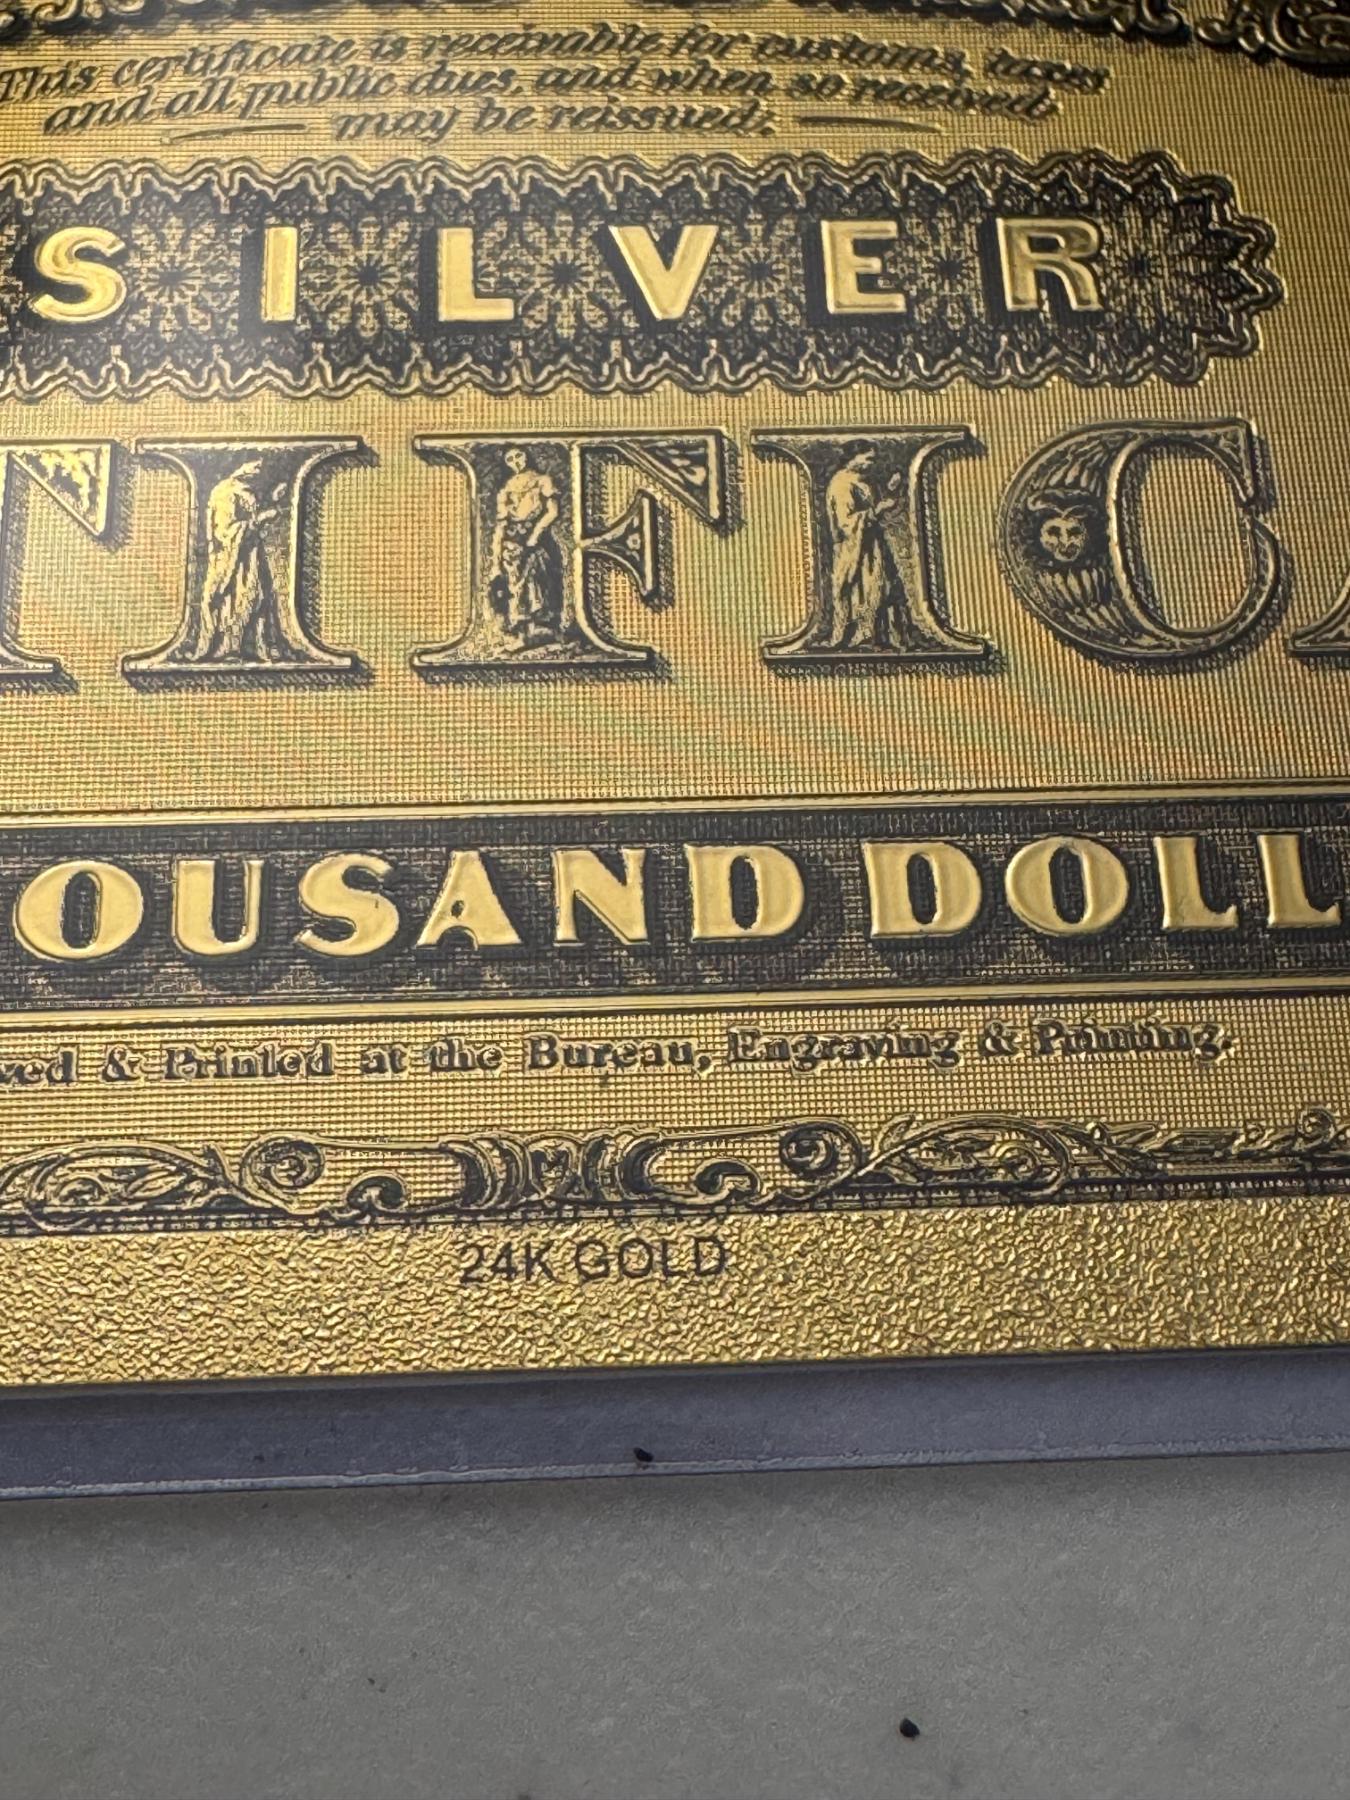 This certificate is receivable for customs, taxes
and all public dues, and when so received,
may be reissued.
SILVER
TIFICA
OUSAND DOLL
ved & Printed at the Bureau, Engraving & Printing.
24K GOLD